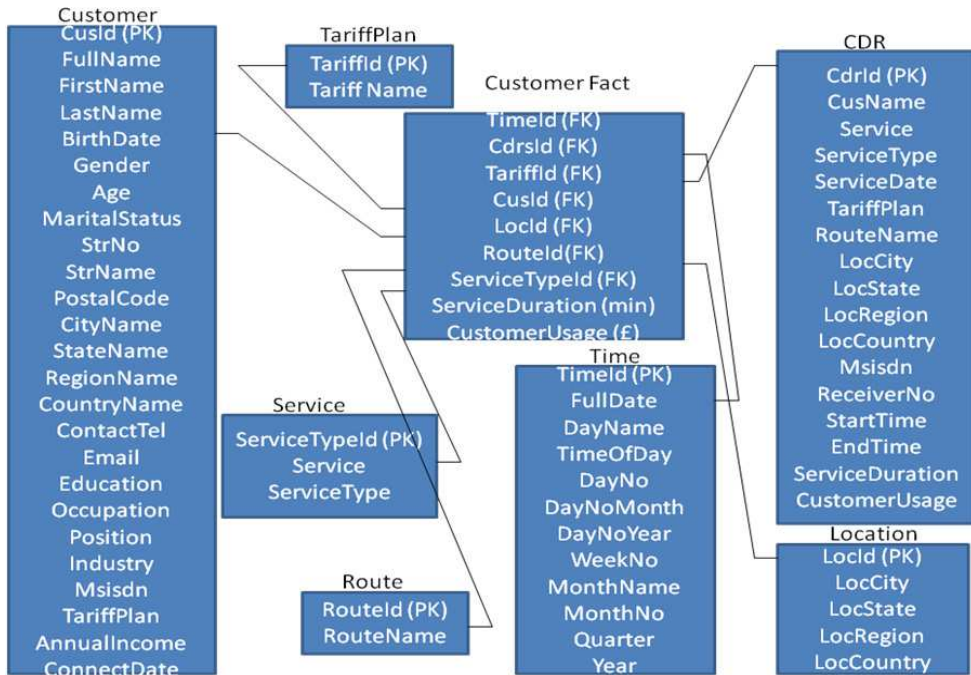 Customer
CusId (PK)
FullName
FirstName
LastName
BirthDate
Gender
Age
MaritalStatus
StrNo
StrName
PostalCode
CityName
StateName
RegionName
CountryName
ContactTel
Email
Education
Occupation
Position
Industry
Msisdn
TariffPlan
AnnualIncome
ConnectDate
TariffPlan
TariffId (PK)
Tariff Name
Customer Fact
TimeId (FK)
CdrsId (FK)
TariffId (FK)
CusId (FK)
LocId (FK)
RouteId(FK)
ServiceTypeId (FK)
ServiceDuration (min)
CustomerUsage (£)
CDR
CdrId (PK)
CusName
Service
ServiceType
ServiceDate
TariffPlan
RouteName
LocCity
LocState
LocRegion
LocCountry
Msisdn
ReceiverNo
StartTime
EndTime
ServiceDuration
CustomerUsage
Service
ServiceTypeId (PK)
Service
ServiceType
Route
RouteId (PK)
RouteName
Time
TimeId (PK)
FullDate
DayName
TimeOfDay
DayNo
DayNoMonth
DayNoYear
WeekNo
MonthName
MonthNo
Quarter
Year
Location
LocId (PK)
LocCity
LocState
LocRegion
LocCountry